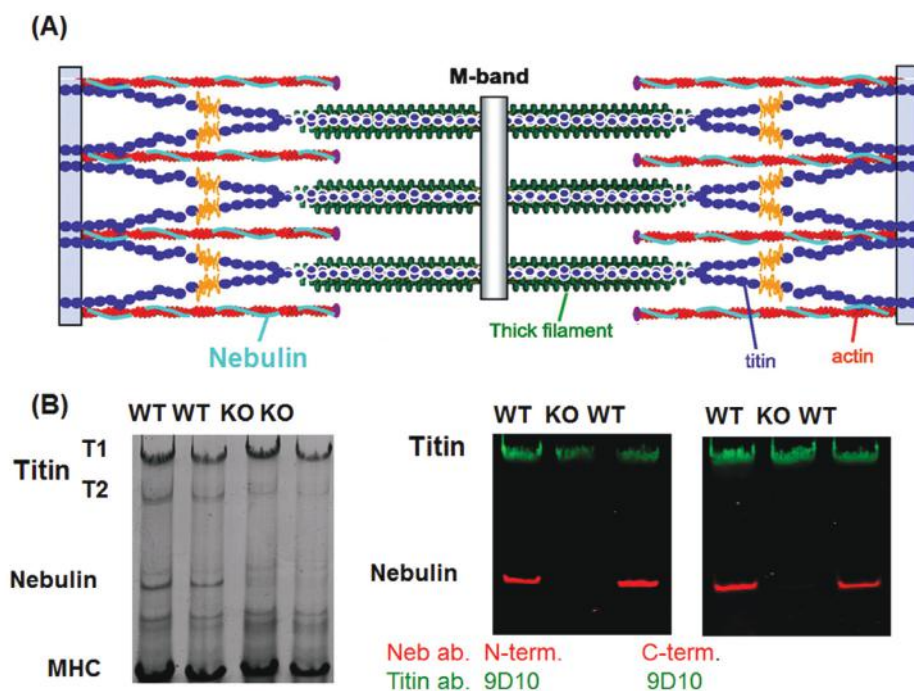 (A)
M-band
Nebulin
Thick filament
titin
actin
(B)
WT WT KO KO
WT KO WT
WT KO WT
T1
Titin
T2
Nebulin
MHC
Titin
Nebulin
Neb ab. N-term. C-term.
Titin ab. 9D10 9D10